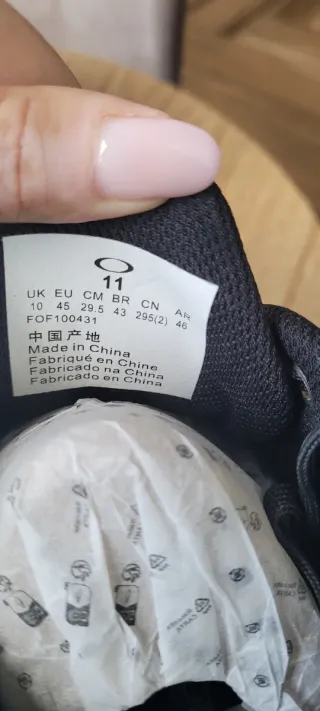 11
UK EU CM BR CN AR
10 45 29.5 43 295(2) 46
FOF100431
中国产地
Made in China
Fabriqué en Chine
Fabricado na China
Fabricado en China